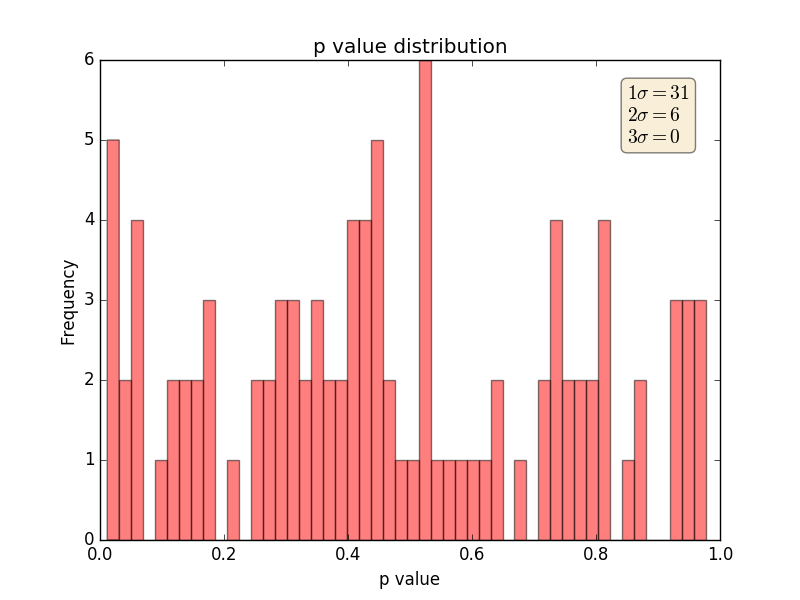 p value distribution
1σ = 31
2σ = 6
3σ = 0
6
5
4
3
2
1
0
Frequency
0.0 0.2 0.4 0.6 0.8 1.0
p value